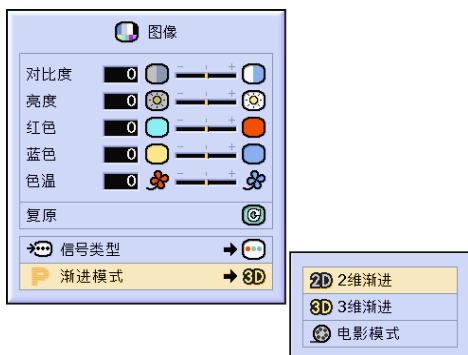 图像
对比度 0 - +
亮度 0 - +
红色 0 - +
蓝色 0 - +
色温 0 - +
复原
信号类型
P 渐进模式 3D
2D 2维渐进
3D 3维渐进
电影模式